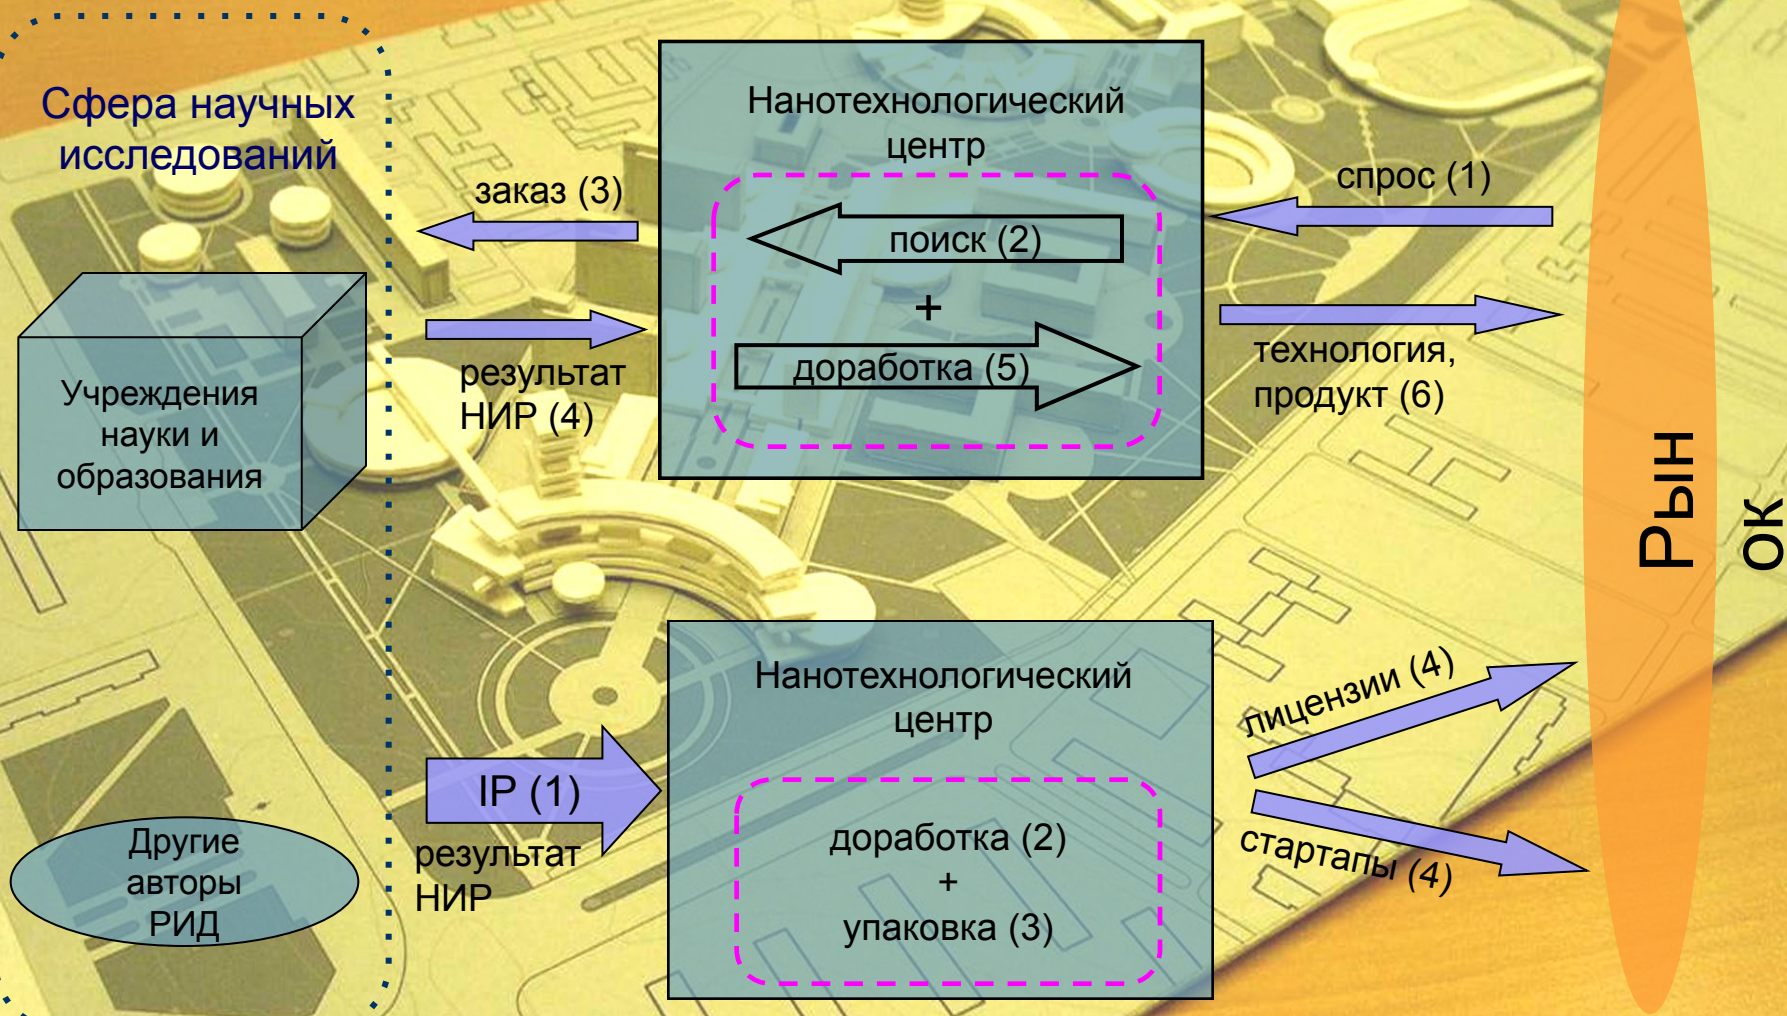 Сфера научных
исследований
Учреждения
науки и
образования
Другие
авторы
РИД
заказ (3)
результат
НИР (4)
IP (1)
результат
НИР
Нанотехнологический
центр
поиск (2)
+
доработка (5)
Нанотехнологический
центр
доработка (2)
+
упаковка (3)
спрос (1)
технология,
продукт (6)
лицензии (4)
стартапы (4)
Рын
ок